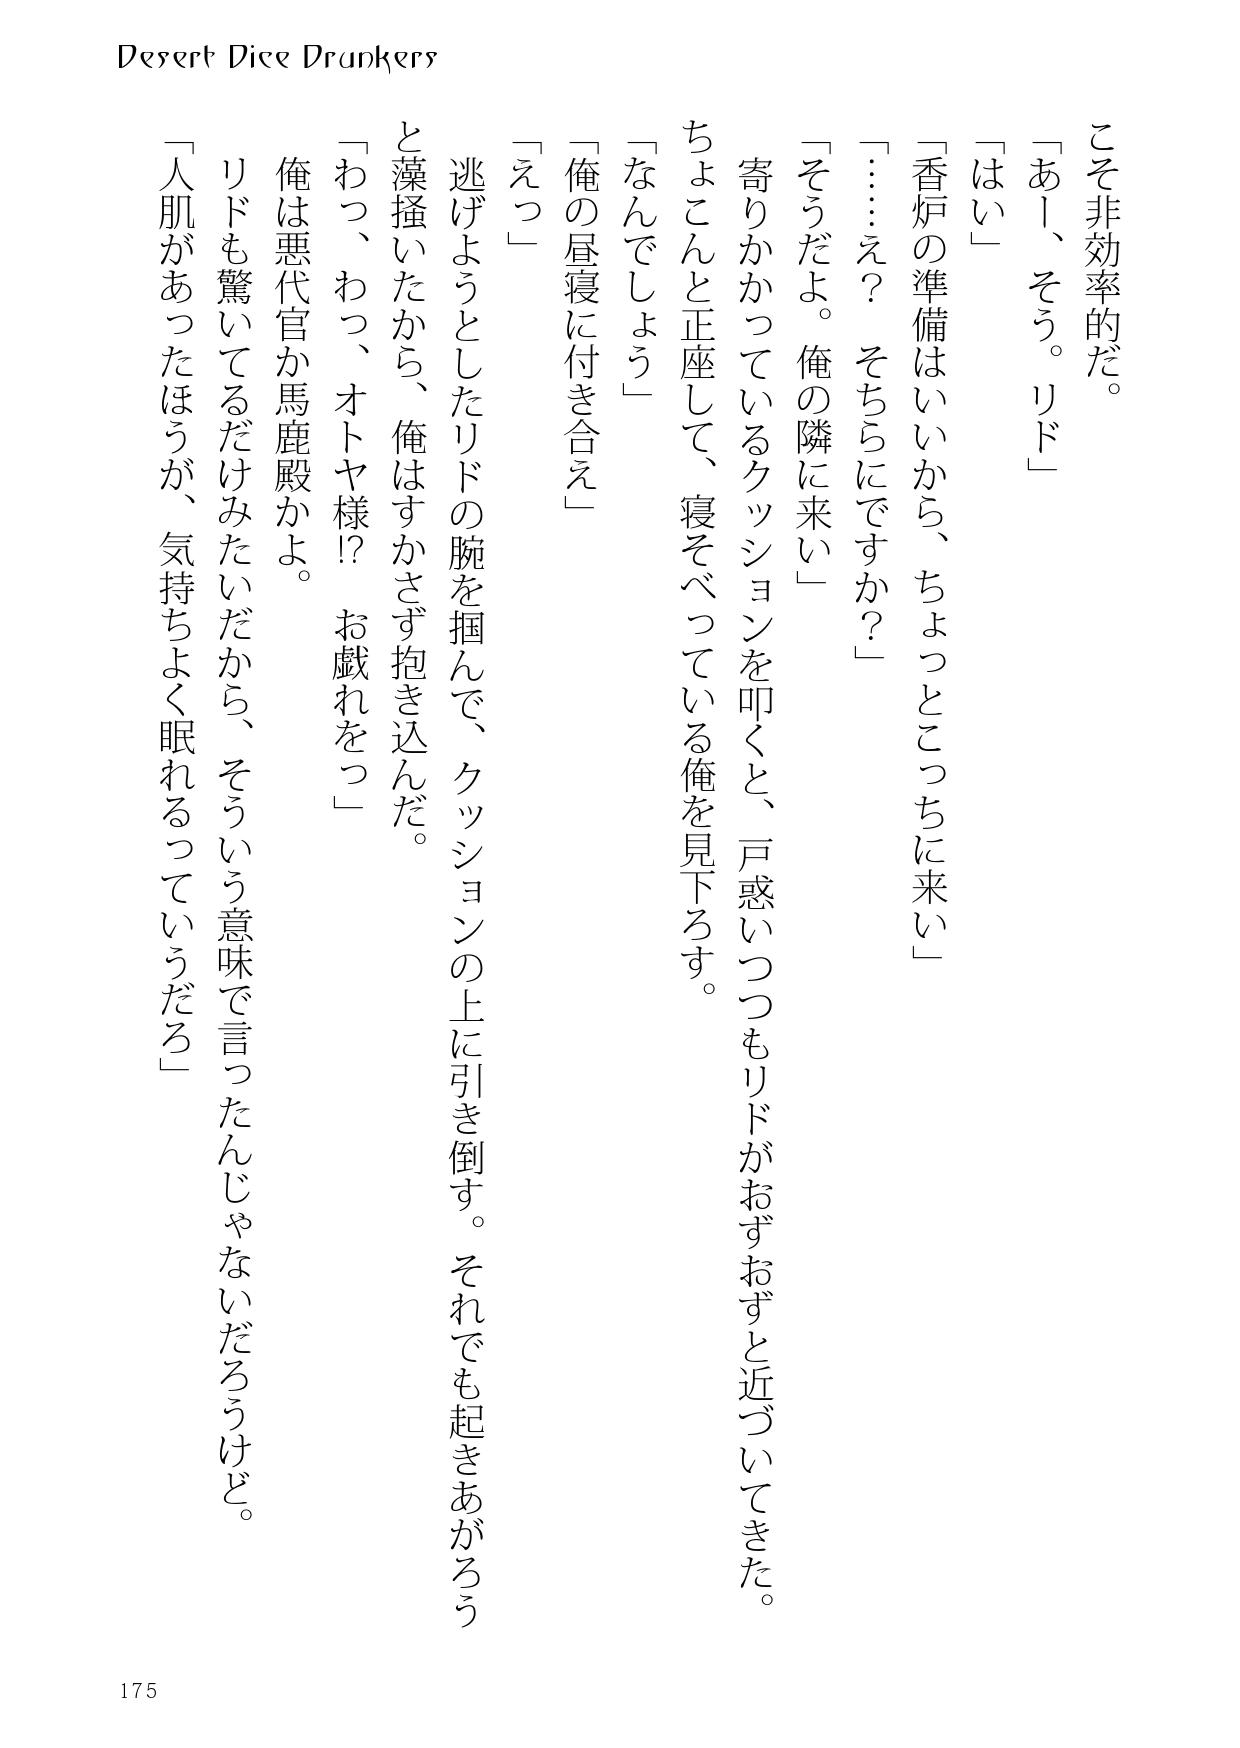 Desert Dice Drunkers
こそ非効率的だ。
「あー、そう。リド」
「はい」
「香炉の準備はいいから、ちょっとこっちに来い」
「……え？　そちらにですか？」
「そうだよ。俺の隣に来い」
　寄りかかっているクッションを叩くと、戸惑いつつもリドがおずおずと近づいてきた。
ちょこんと正座して、寝そべっている俺を見下ろす。
「なんでしょう」
「俺の昼寝に付き合え」
「えっ」
　逃げようとしたリドの腕を掴んで、クッションの上に引き倒す。それでも起きあがろう
と藻掻いたから、俺はすかさず抱き込んだ。
「わっ、わっ、オトヤ様!?　お戯れをっ」
　俺は悪代官か馬鹿殿かよ。
　リドも驚いてるだけみたいだから、そういう意味で言ったんじゃないだろうけど。
「人肌があったほうが、気持ちよく眠れるっていうだろ」
175